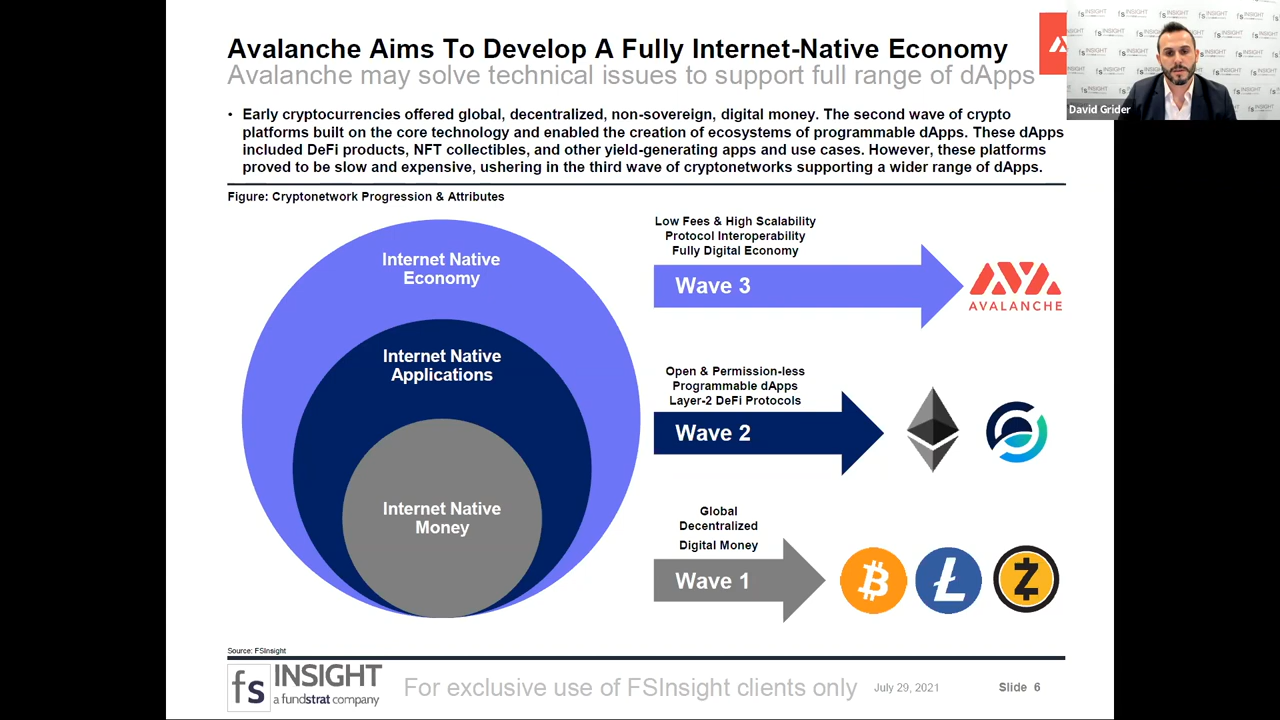 Avalanche Aims To Develop A Fully Internet-Native Economy
Avalanche may solve technical issues to support full range of dApps
• Early cryptocurrencies offered global, decentralized, non-sovereign, digital money. The second wave of crypto
platforms built on the core technology and enabled the creation of ecosystems of programmable dApps. These dApps
included DeFi products, NFT collectibles, and other yield-generating apps and use cases. However, these platforms
proved to be slow and expensive, ushering in the third wave of cryptonetworks supporting a wider range of dApps.
Figure: Cryptonetwork Progression & Attributes
Internet Native
Economy
Internet Native
Applications
Internet Native
Money
Low Fees & High Scalability
Protocol Interoperability
Fully Digital Economy
Wave 3
AVALANCHE
Open & Permission-less
Programmable dApps
Layer-2 DeFi Protocols
Wave 2
Global
Decentralized
Digital Money
Wave 1
Source: FSInsight
fs INSIGHT
a fundstrat company
For exclusive use of FSInsight clients only
July 29, 2021
Slide 6
fs INSIGHT
David Grider